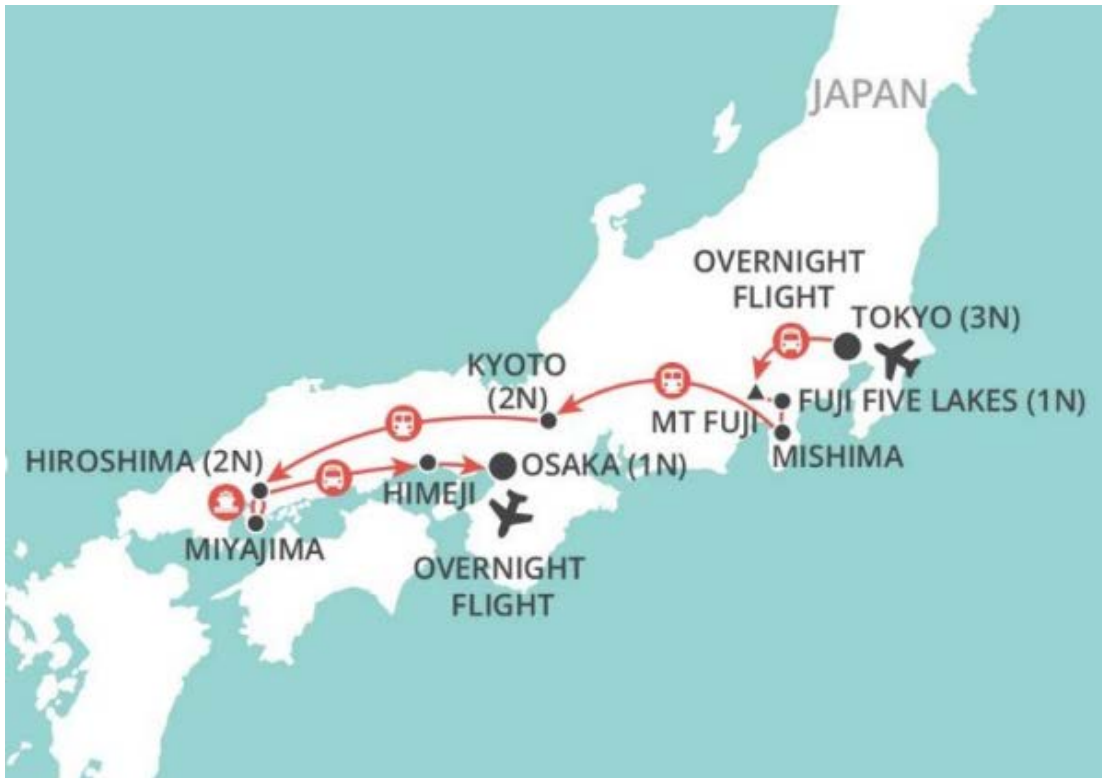 JAPAN
OVERNIGHT
FLIGHT
TOKYO (3N)
KYOTO
(2N)
MT FUJI
FUJI FIVE LAKES (1N)
MISHIMA
HIROSHIMA (2N)
HIMEJI
OSAKA (1N)
MIYAJIMA
OVERNIGHT
FLIGHT